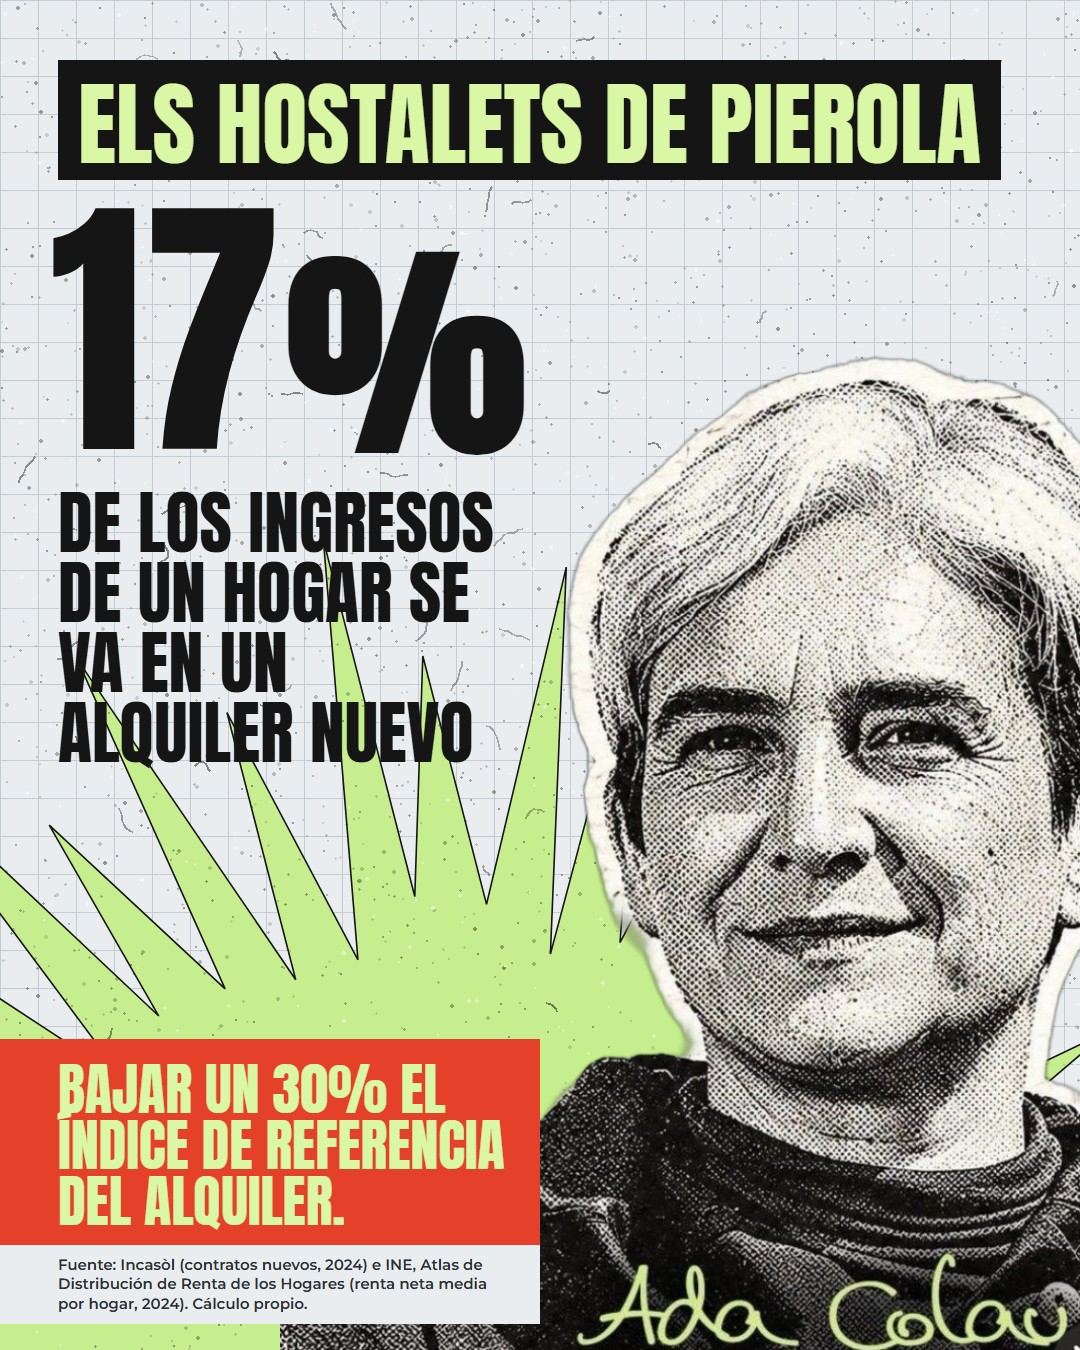 ELS HOSTALETS DE PIEROLA
17%
DE LOS INGRESOS
DE UN HOGAR SE
VA EN UN
ALQUILER NUEVO
BAJAR UN 30% EL
ÍNDICE DE REFERENCIA
DEL ALQUILER.
Fuente: Incasòl (contratos nuevos, 2024) e INE, Atlas de
Distribución de Renta de los Hogares (renta neta media
por hogar, 2024). Cálculo propio.
Ada Colau